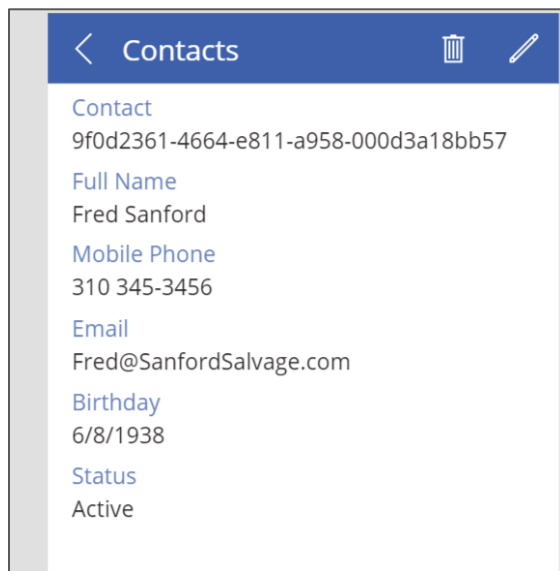 Contacts
Contact
9f0d2361-4664-e811-a958-000d3a18bb57
Full Name
Fred Sanford
Mobile Phone
310 345-3456
Email
Fred@SanfordSalvage.com
Birthday
6/8/1938
Status
Active